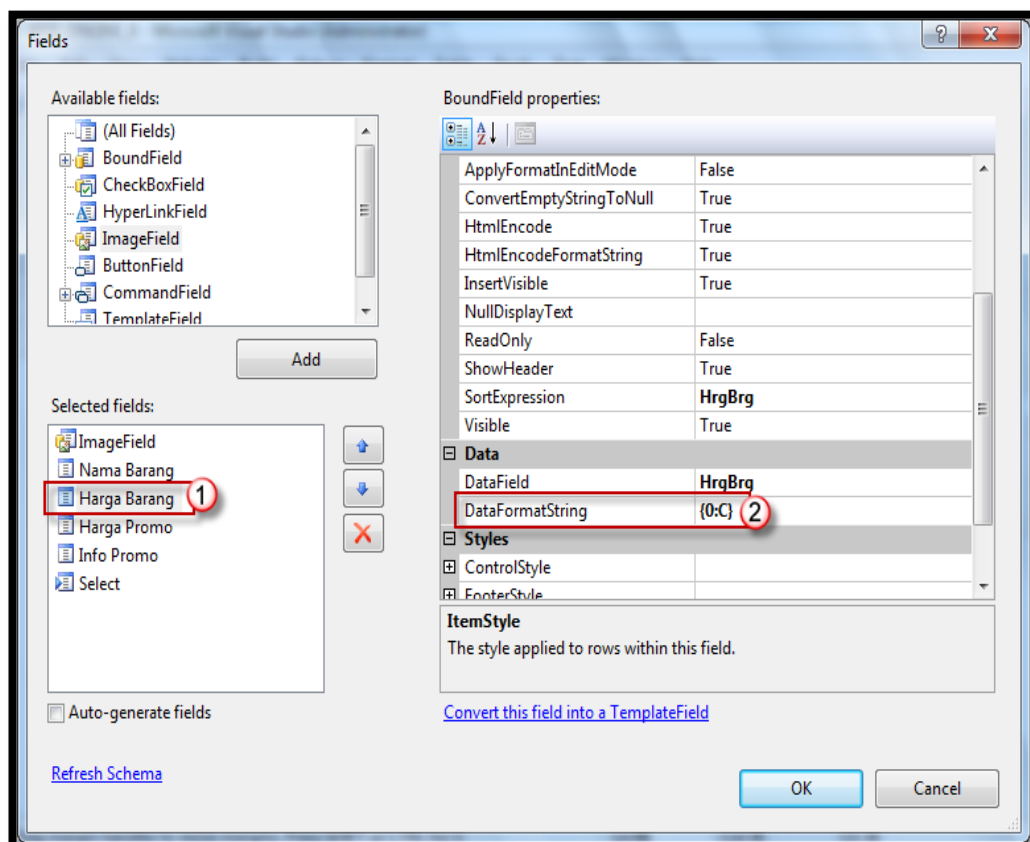 Fields
Available fields:
(All Fields)
BoundField
CheckBoxField
HyperLinkField
ImageField
ButtonField
CommandField
TemplateField
Add
Selected fields:
ImageField
Nama Barang
Harga Barang 1
Harga Promo
Info Promo
Select
Auto-generate fields
Refresh Schema
BoundField properties:
ApplyFormatInEditMode False
ConvertEmptyStringToNull True
HtmlEncode True
HtmlEncodeFormatString True
InsertVisible True
NullDisplayText
ReadOnly False
ShowHeader True
SortExpression HrgBrg
Visible True
Data
DataField HrgBrg
DataFormatString {0:C} 2
Styles
ControlStyle
FooterStyle
ItemStyle
The style applied to rows within this field.
Convert this field into a TemplateField
OK Cancel